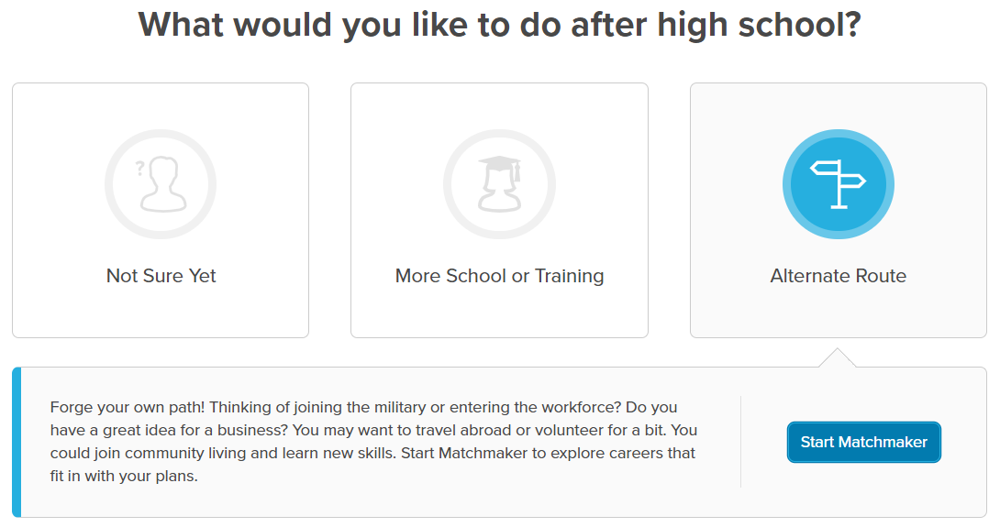 What would you like to do after high school?
?
Not Sure Yet
More School or Training
Alternate Route
Forge your own path! Thinking of joining the military or entering the workforce? Do you
have a great idea for a business? You may want to travel abroad or volunteer for a bit. You
could join community living and learn new skills. Start Matchmaker to explore careers that
fit in with your plans.
Start Matchmaker